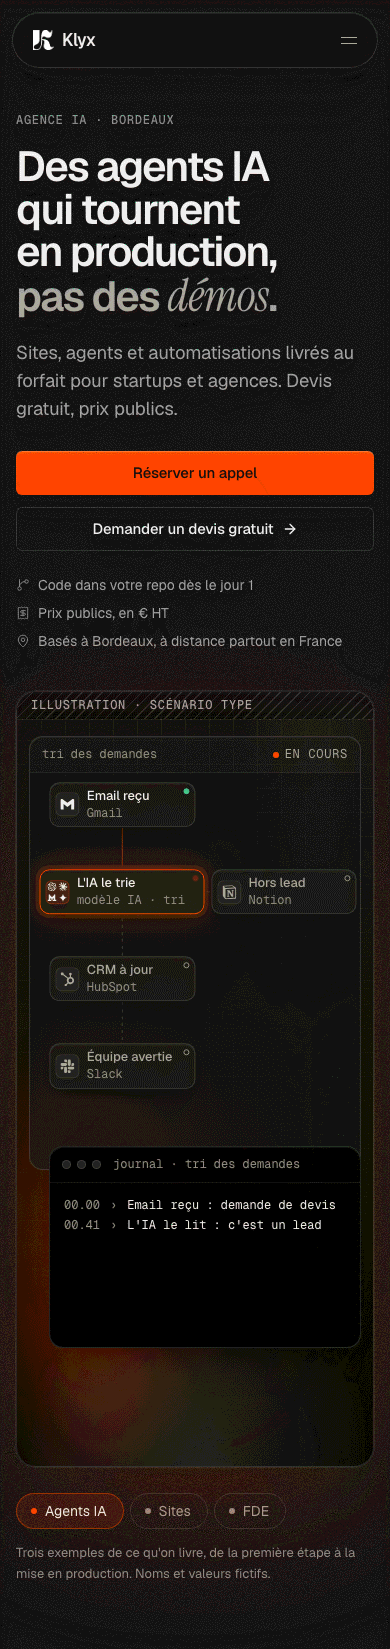 Klyx
AGENCE IA · BORDEAUX
Des agents IA
qui tournent
en production,
pas des démos.
Sites, agents et automatisations livrés au
forfait pour startups et agences. Devis
gratuit, prix publics.
Réserver un appel
Demander un devis gratuit →
Code dans votre repo dès le jour 1
Prix publics, en € HT
Basés à Bordeaux, à distance partout en France
ILLUSTRATION · SCÉNARIO TYPE
tri des demandes
EN COURS
Email reçu
Gmail
L'IA le trie
modèle IA · tri
Hors lead
Notion
CRM à jour
HubSpot
Équipe avertie
Slack
journal · tri des demandes
00.00 › Email reçu : demande de devis
00.41 › L'IA le lit : c'est un lead
Agents IA
Sites
FDE
Trois exemples de ce qu'on livre, de la première étape à la
mise en production. Noms et valeurs fictifs.